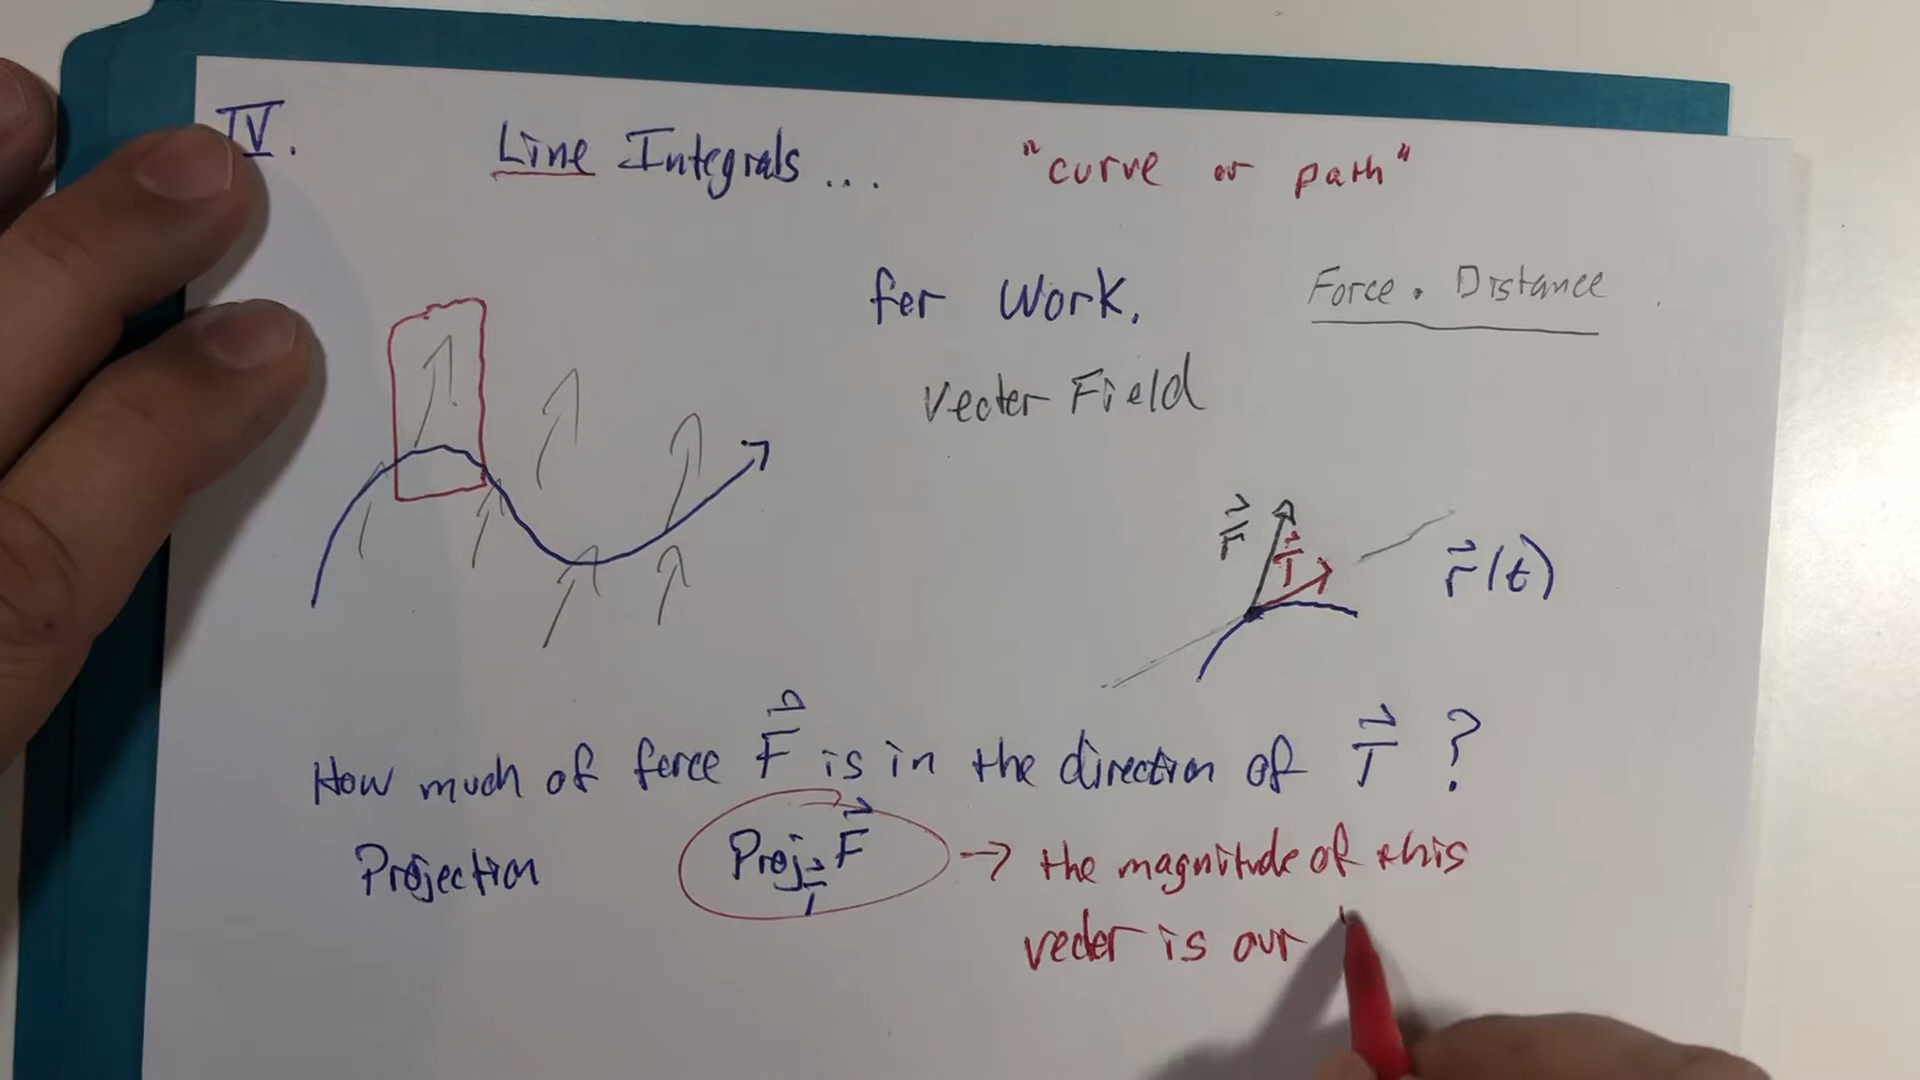 IV. Line Integrals... "curve or path"
for Work. Force • Distance
Vector Field
F⃗ T⃗ r⃗(t)
How much of force F⃗ is in the direction of T⃗ ?
Projection Proj_T⃗ F⃗ → the magnitude of this
vector is our